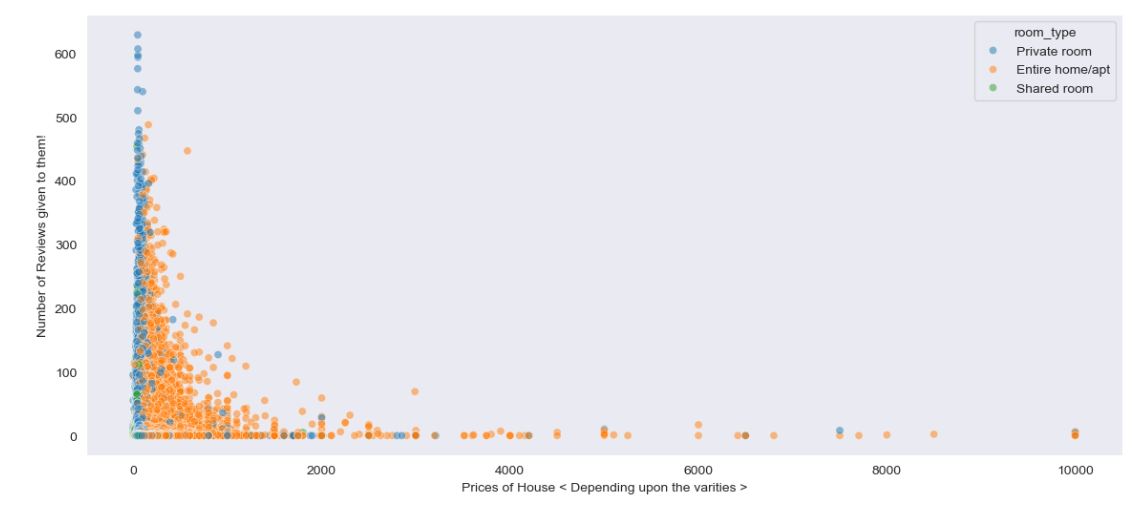 room_type
Private room
Entire home/apt
Shared room
Number of Reviews given to them!
600
500
400
300
200
100
0
0 2000 4000 6000 8000 10000
Prices of House < Depending upon the varities >